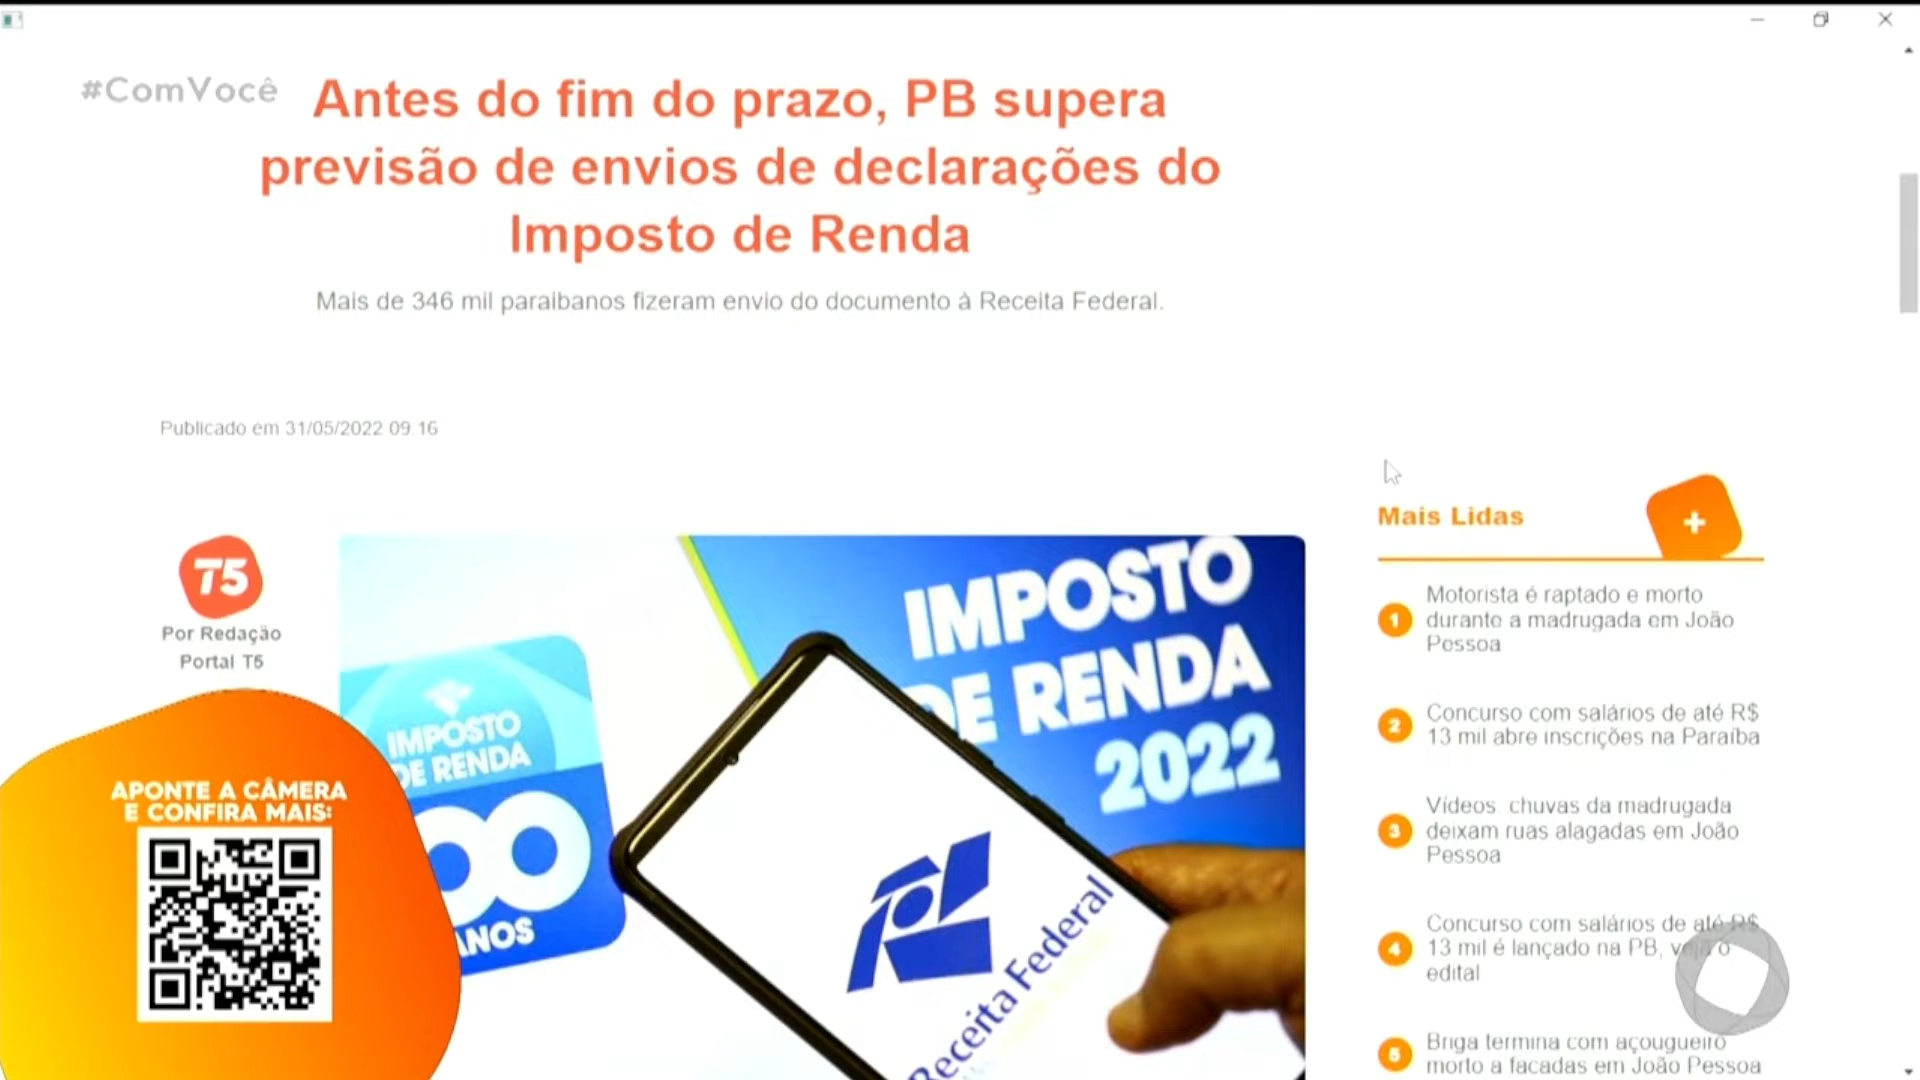 #ComVocê
Antes do fim do prazo, PB supera
previsão de envios de declarações do
Imposto de Renda
Mais de 346 mil paraibanos fizeram envio do documento à Receita Federal.
Publicado em 31/05/2022 09:16
T5
Por Redação
Portal T5
APONTE A CÂMERA
E CONFIRA MAIS:
IMPOSTO
DE RENDA
ANOS
IMPOSTO
DE RENDA
2022
Receita Federal
Mais Lidas
+
1
Motorista é raptado e morto
durante a madrugada em João
Pessoa
2
Concurso com salários de até R$
13 mil abre inscrições na Paraíba
3
Vídeos: chuvas da madrugada
deixam ruas alagadas em João
Pessoa
4
Concurso com salários de até R$
13 mil é lançado na PB, veja o
edital
5
Briga termina com açougueiro
morto a facadas em João Pessoa